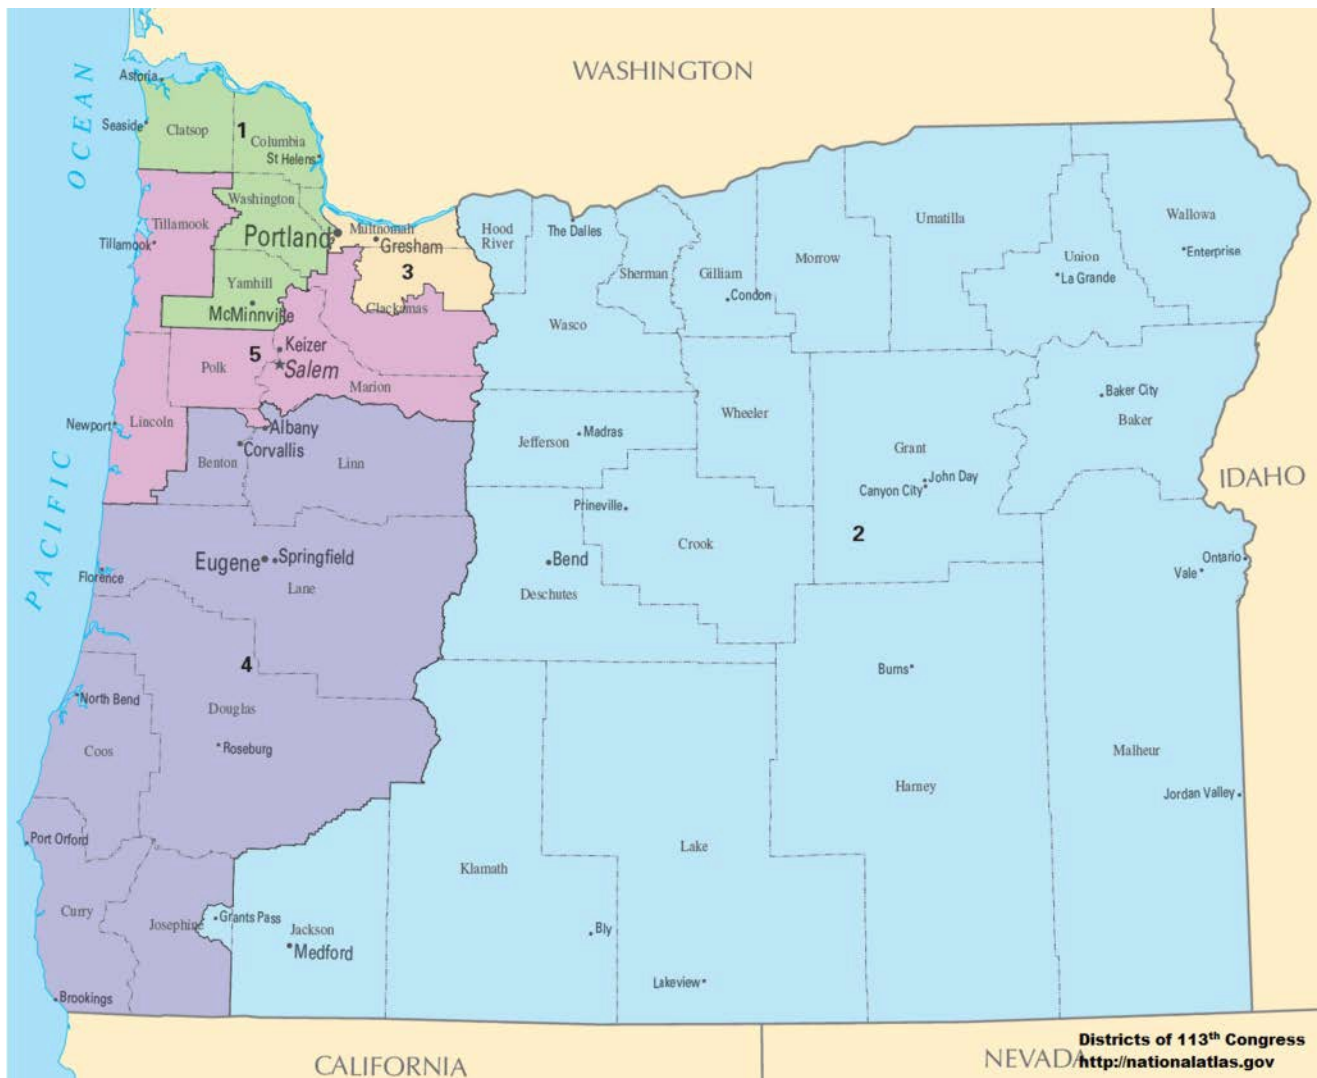 WASHINGTON
OCEAN
Astoria
Seaside
Clatsop
1
Columbia
St Helens
Washington
Tillamook
Tillamook
Portland
Multnomah
Gresham
3
Hood
River
The Dalles
Sherman
Gilliam
Condon
Morrow
Umatilla
Union
La Grande
Wallowa
Enterprise
Yamhill
McMinnville
Clackamas
Wasco
5
Keizer
Salem
Polk
Marion
Wheeler
Baker City
Baker
Newport
Lincoln
Albany
Corvallis
Benton
Linn
Jefferson
Madras
Grant
John Day
Canyon City
IDAHO
PACIFIC
Prineville
Crook
2
Eugene
Springfield
Florence
Lane
Bend
Deschutes
Ontario
Vale
4
Burns
North Bend
Douglas
Roseburg
Coos
Malheur
Harney
Jordan Valley
Port Orford
Lake
Klamath
Curry
Josephine
Grants Pass
Jackson
Medford
Bly
Lakeview
Brookings
CALIFORNIA
NEVADA
Districts of 113th Congress
http://nationalatlas.gov